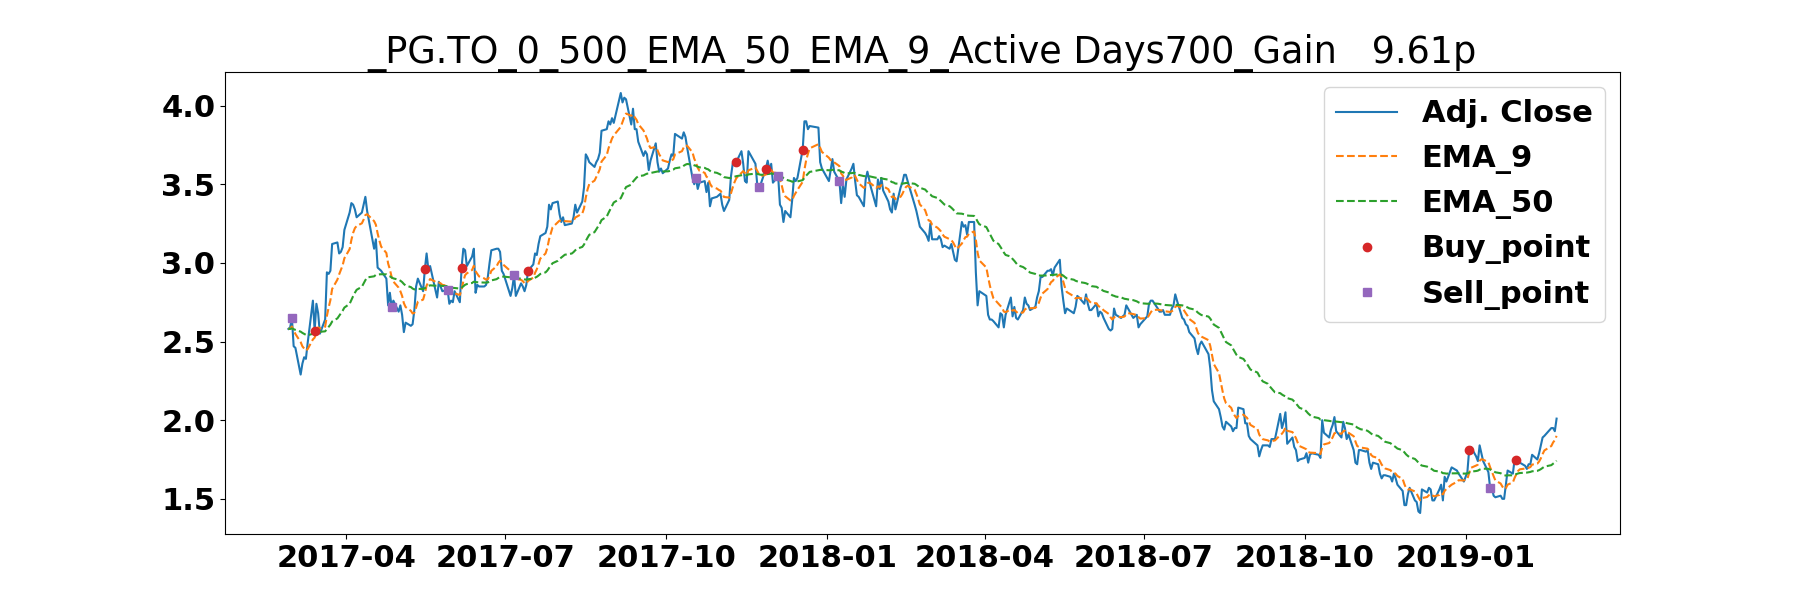 _PG.TO_0_500_EMA_50_EMA_9_Active Days700_Gain   9.61p
4.0
3.5
3.0
2.5
2.0
1.5
Adj. Close
EMA_9
EMA_50
Buy_point
Sell_point
2017-04 2017-07 2017-10 2018-01 2018-04 2018-07 2018-10 2019-01